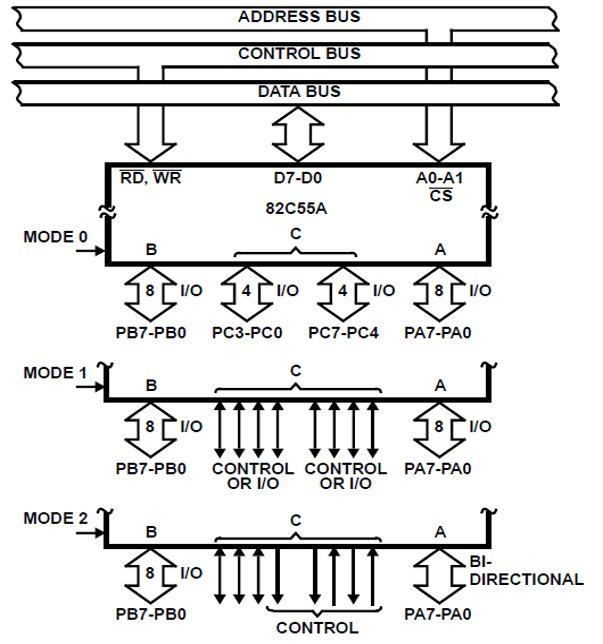 ADDRESS BUS
CONTROL BUS
DATA BUS
RD, WR D7-D0 A0-A1
CS
82C55A
MODE 0
B C A
8 I/O 4 I/O 4 I/O 8 I/O
PB7-PB0 PC3-PC0 PC7-PC4 PA7-PA0
MODE 1
B C A
8 I/O 8 I/O
PB7-PB0 CONTROL OR I/O CONTROL OR I/O PA7-PA0
MODE 2
B C A
8 I/O BI-
DIRECTIONAL
PB7-PB0 CONTROL PA7-PA0